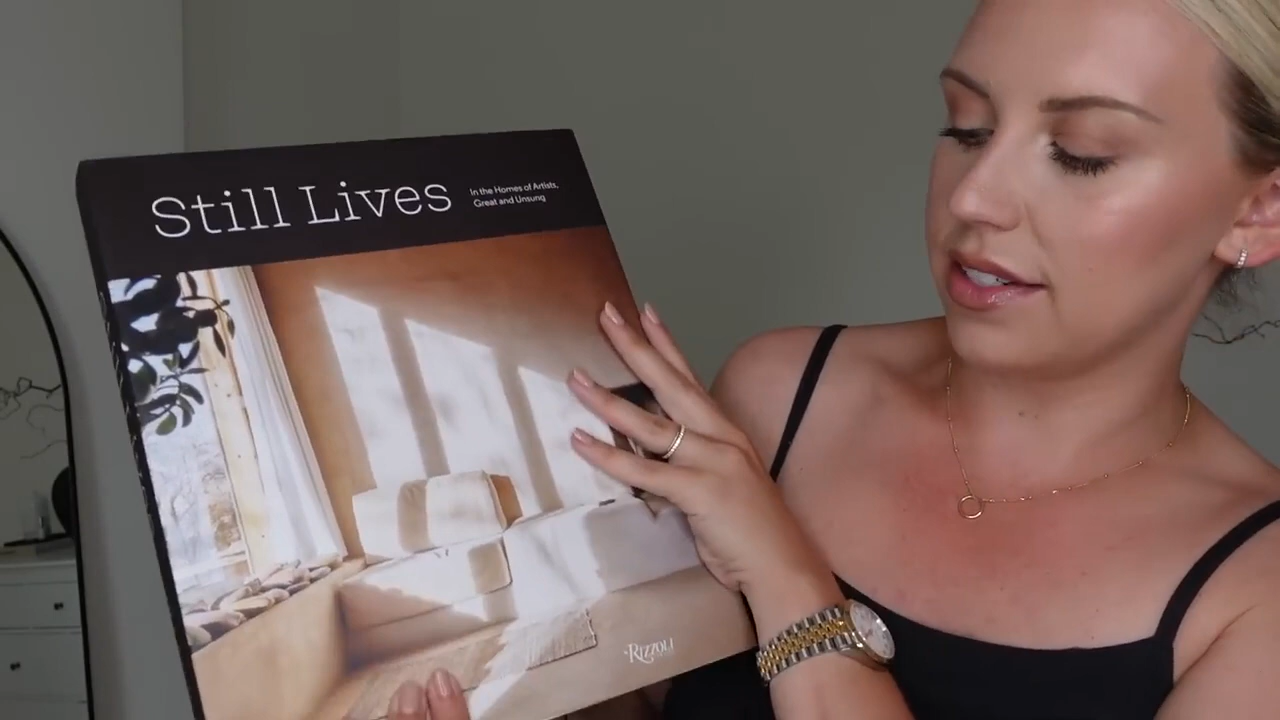 Still Lives
In the Homes of Artists,
Great and Unsung
RIZZOLI